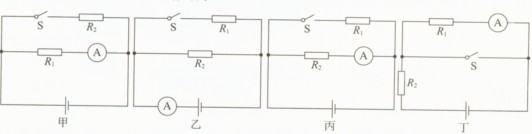 S R₂ S R₁ S R₁ R₁ A
R₁ A R₂ R₂ A S
R₂
A
甲 乙 丙 丁